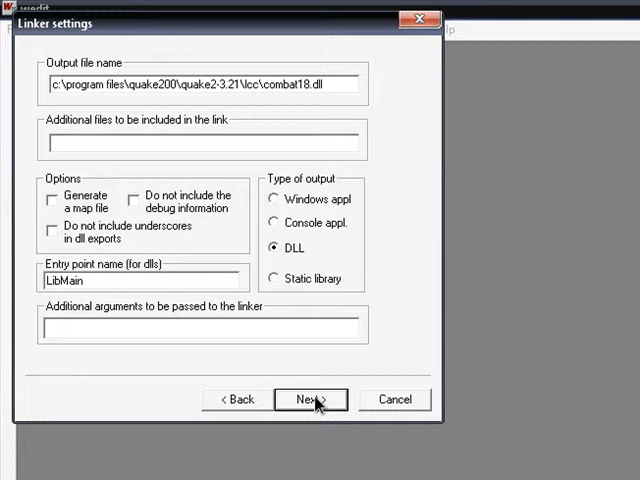 wedit
Linker settings
Output file name
c:\program files\quake200\quake2-3.21\lcc\combat18.dll
Additional files to be included in the link
Options
Generate
a map file
Do not include the
debug information
Do not include underscores
in dll exports
Type of output
Windows appl
Console appl.
DLL
Static library
Entry point name (for dlls)
LibMain
Additional arguments to be passed to the linker
< Back
Next >
Cancel